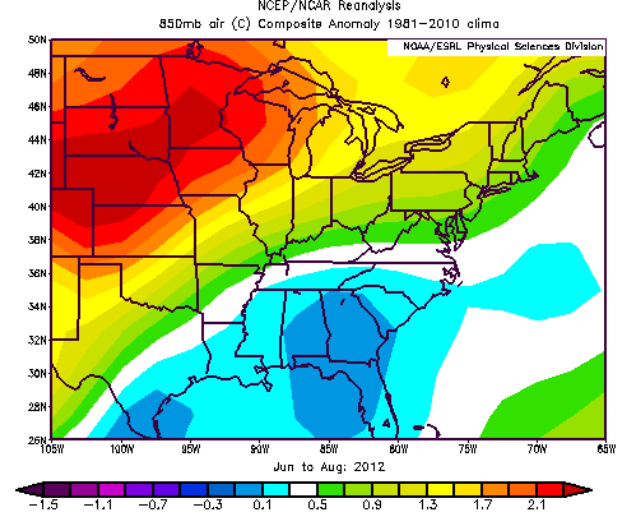 NCEP/NCAR Reanalysis
850mb air (C) Composite Anomaly 1981-2010 clima
NOAA/ESRL Physical Sciences Division
50N
48N
46N
44N
42N
40N
38N
36N
34N
32N
30N
28N
26N
105W 100W 95W 90W 85W 80W 75W 70W 65W
Jun to Aug: 2012
-1.5 -1.1 -0.7 -0.3 0.1 0.5 0.9 1.3 1.7 2.1